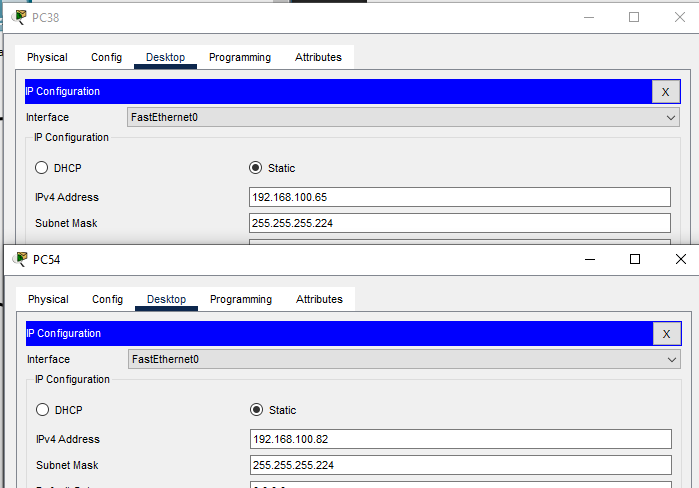 PC38
Physical Config Desktop Programming Attributes
IP Configuration X
Interface FastEthernet0
IP Configuration
DHCP Static
IPv4 Address 192.168.100.65
Subnet Mask 255.255.255.224
PC54
Physical Config Desktop Programming Attributes
IP Configuration X
Interface FastEthernet0
IP Configuration
DHCP Static
IPv4 Address 192.168.100.82
Subnet Mask 255.255.255.224